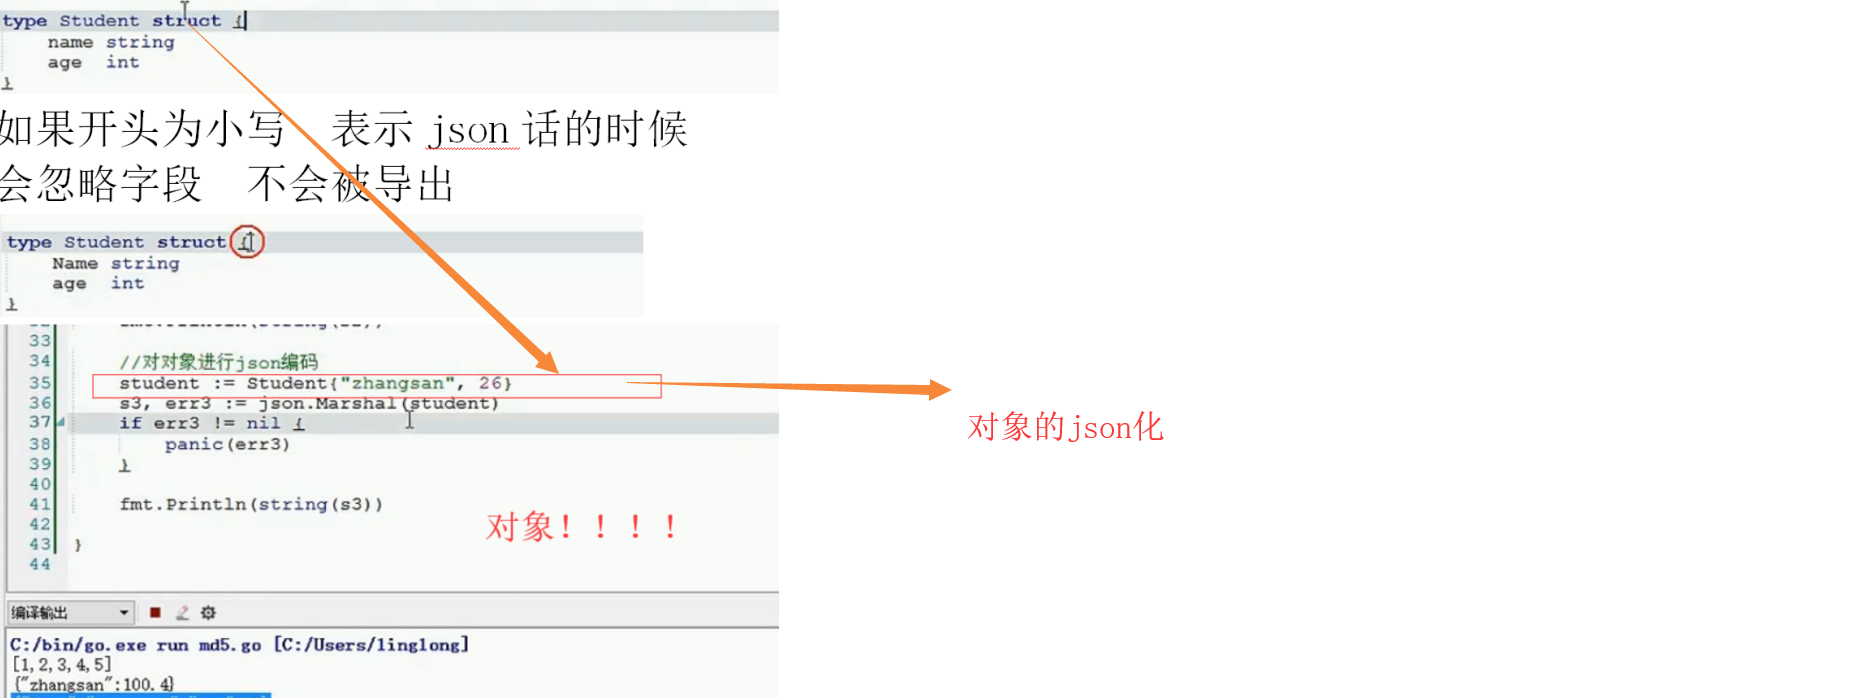 type Student struct {
name string
age int
}
如果开头为小写 表示 json 话的时候
会忽略字段 不会被导出
type Student struct {
Name string
age int
}
33
34 //对对象进行json编码
35 student := Student{"zhangsan", 26}
36 s3, err3 := json.Marshal(student)
37 if err3 != nil {
38 panic(err3)
39 }
40
41 fmt.Println(string(s3))
42
43 }
44
对象的json化
对象！！！！
编译输出
C:/bin/go.exe run md5.go [C:/Users/linglong]
[1,2,3,4,5]
{"zhangsan":100.4}